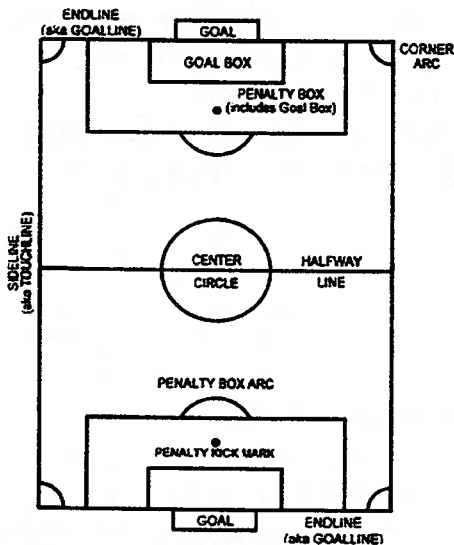 ENDLINE
(aka GOALLINE)
GOAL
CORNER
ARC
GOAL BOX
PENALTY BOX
(includes Goal Box)
SIDELINE
(aka TOUCHLINE)
CENTER
CIRCLE
HALFWAY
LINE
PENALTY BOX ARC
PENALTY KICK MARK
GOAL
ENDLINE
(aka GOALLINE)